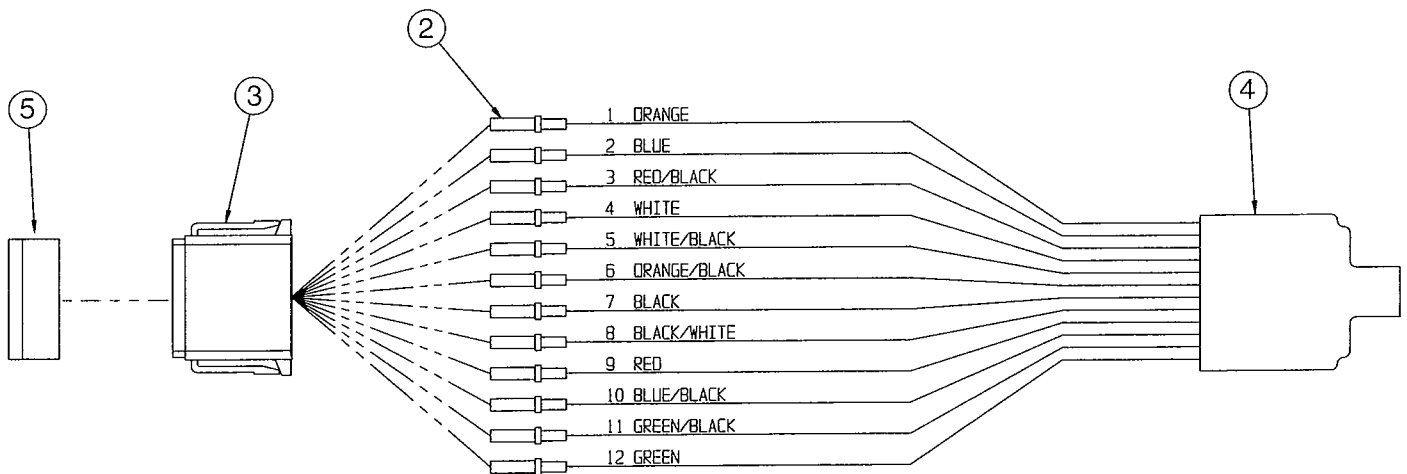 2
3
5
4
1 ORANGE
2 BLUE
3 RED/BLACK
4 WHITE
5 WHITE/BLACK
6 ORANGE/BLACK
7 BLACK
8 BLACK/WHITE
9 RED
10 BLUE/BLACK
11 GREEN/BLACK
12 GREEN